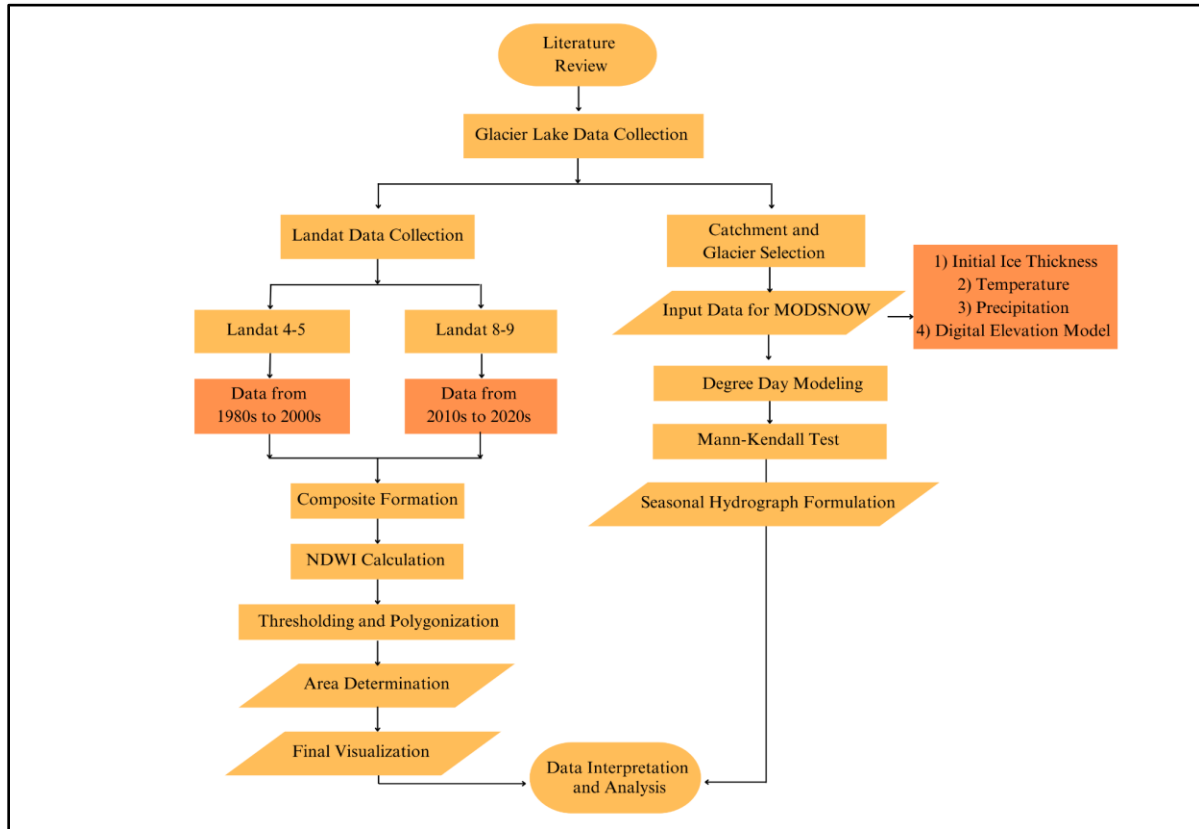 Literature
Review
Glacier Lake Data Collection
Landat Data Collection
Catchment and
Glacier Selection
1) Initial Ice Thickness
2) Temperature
3) Precipitation
4) Digital Elevation Model
Input Data for MODSNOW
Landat 4-5
Landat 8-9
Data from
1980s to 2000s
Data from
2010s to 2020s
Degree Day Modeling
Mann-Kendall Test
Composite Formation
Seasonal Hydrograph Formulation
NDWI Calculation
Thresholding and Polygonization
Area Determination
Final Visualization
Data Interpretation
and Analysis